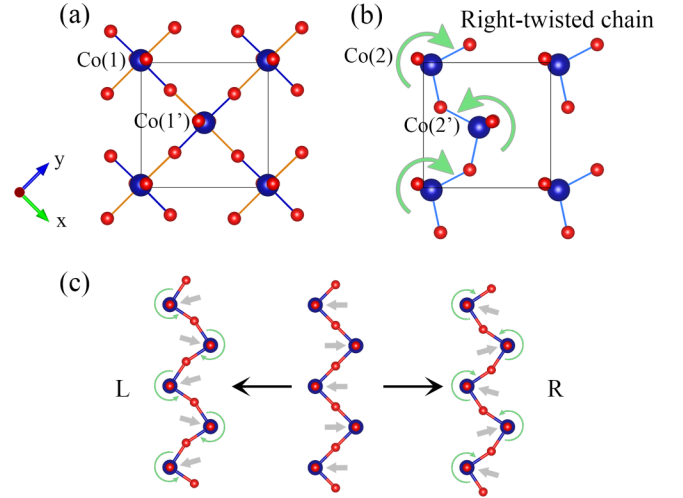 (a)
Co(1)
Co(1')
(b)
Right-twisted chain
Co(2)
Co(2')
y
x
(c)
L
R